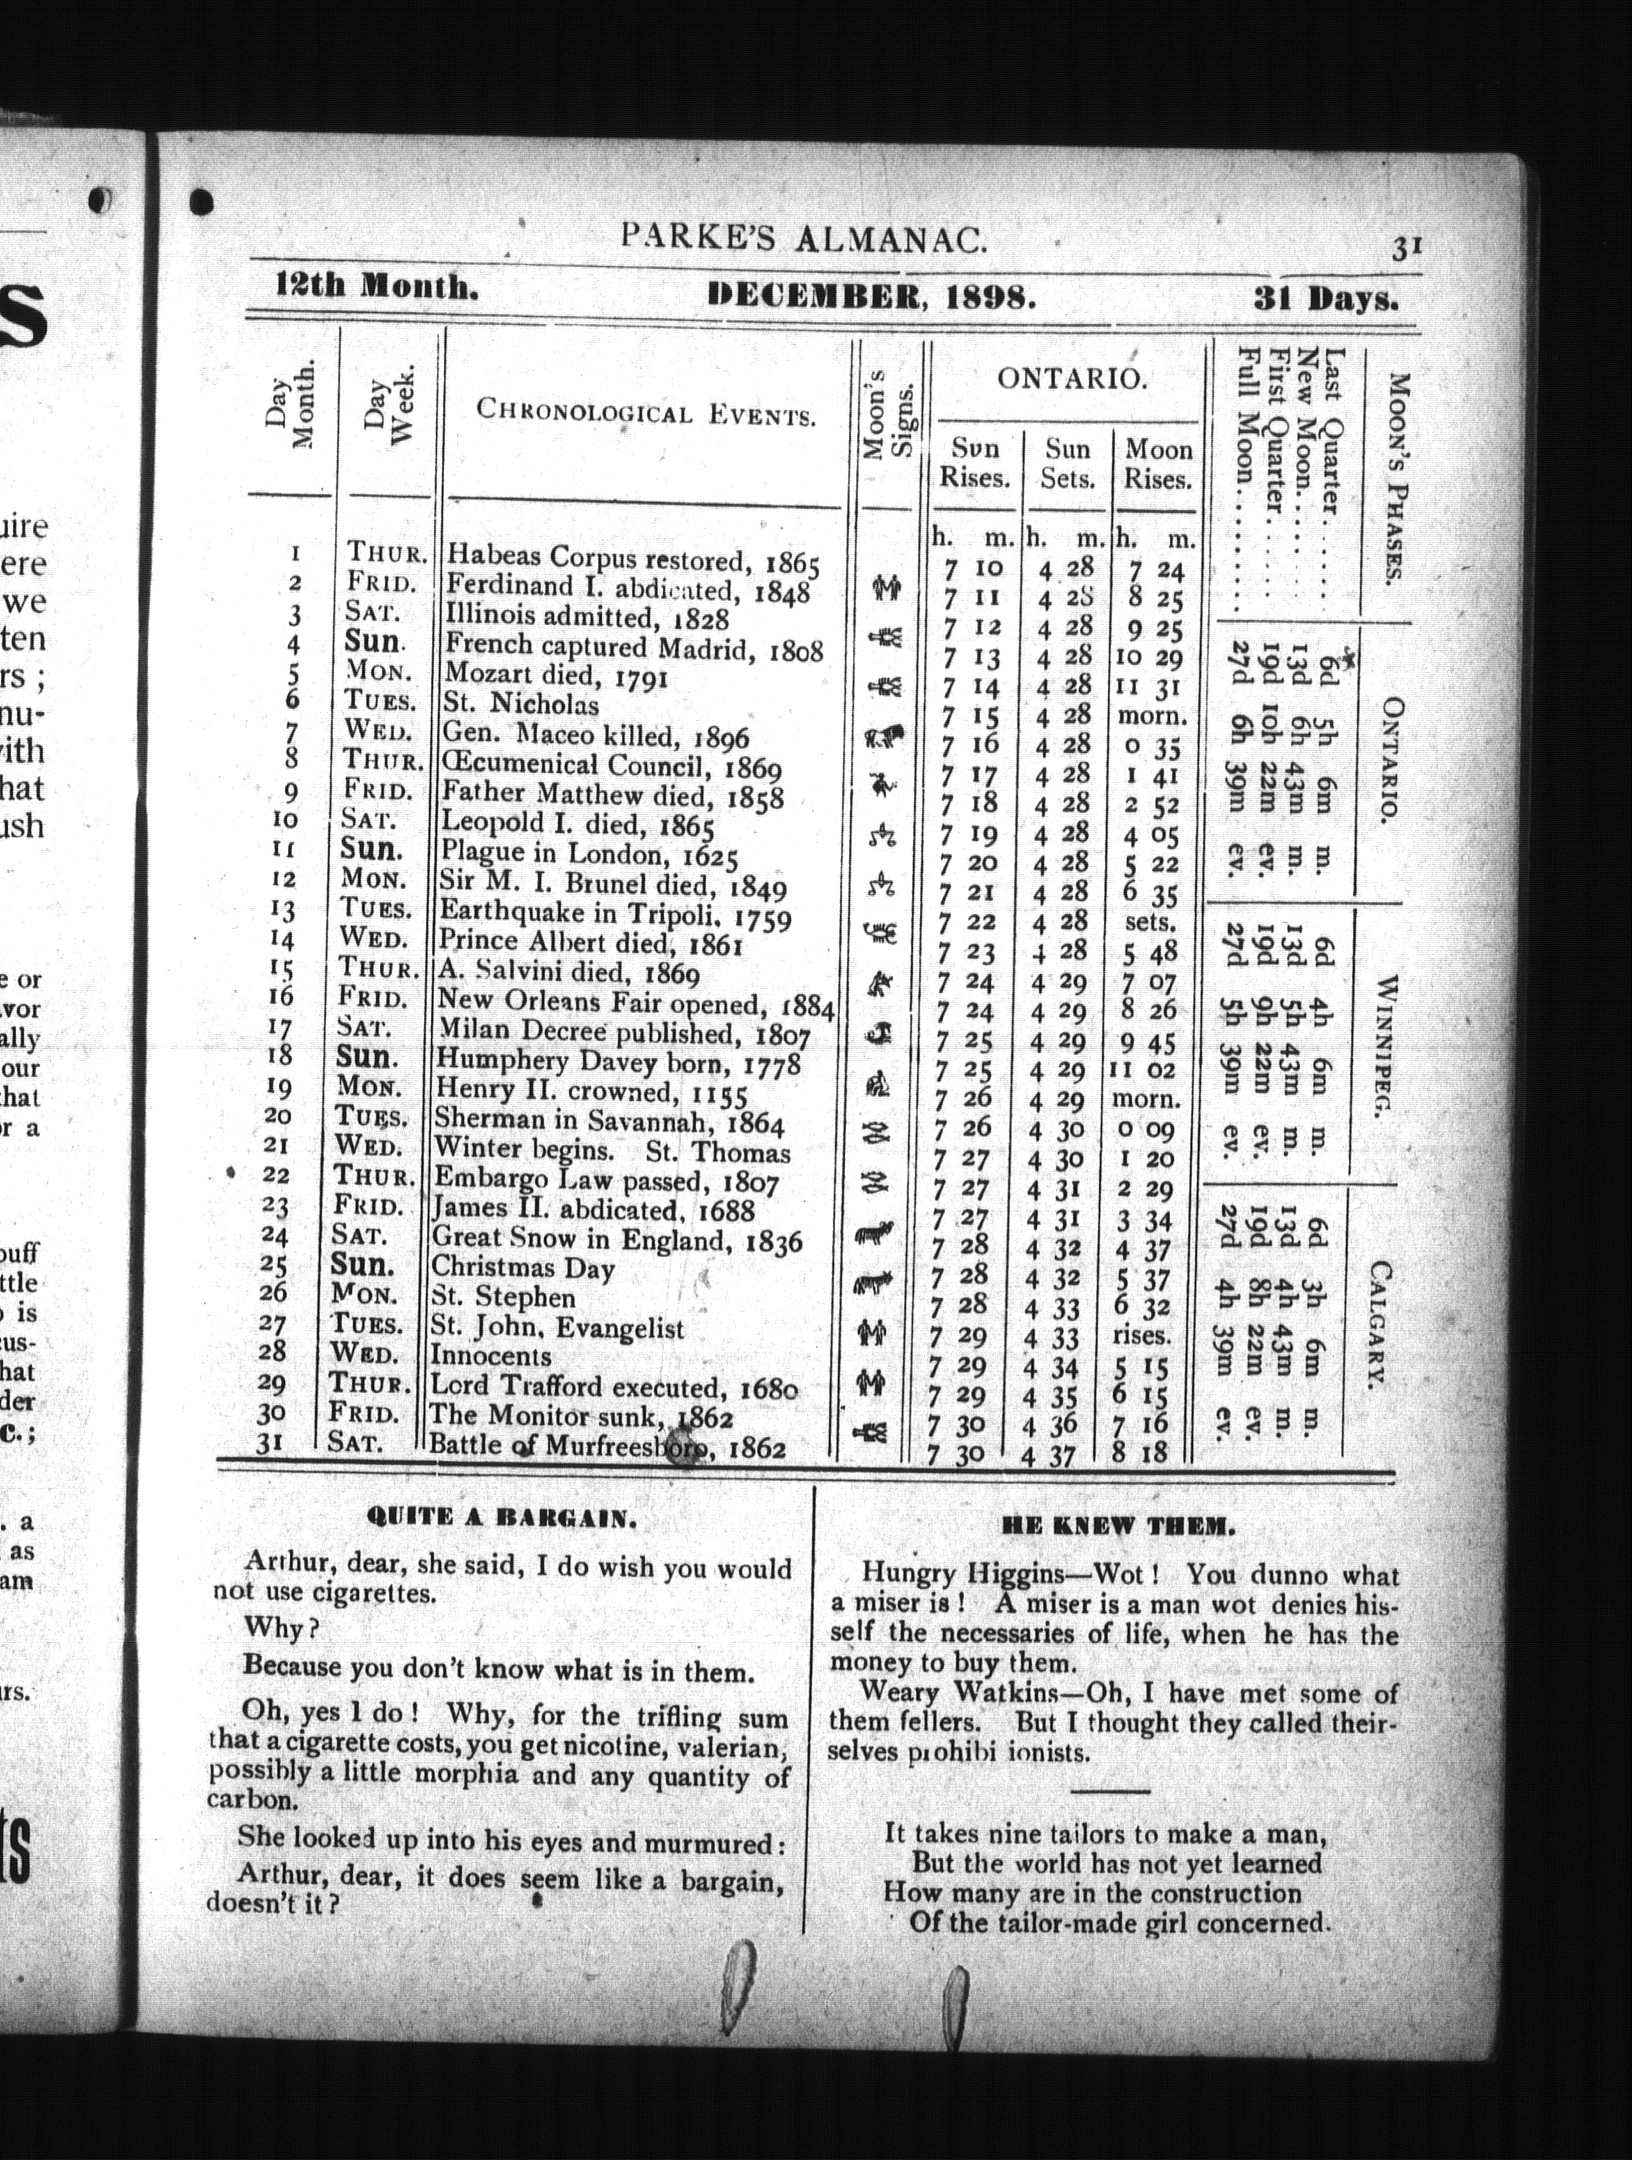 PARKE'S ALMANAC.
31
12th Month. DECEMBER, 1898. 31 Days.
Day Month.
Day Week.
CHRONOLOGICAL EVENTS.
Moon's Signs.
ONTARIO.
Sun Rises.
Sun Sets.
Moon Rises.
h. m. h. m. h. m.
1 THUR. Habeas Corpus restored, 1865 7 10 4 28 7 24
2 FRID. Ferdinand I. abdicated, 1848 7 11 4 28 8 25
3 SAT. Illinois admitted, 1828 7 12 4 28 9 25
4 Sun. French captured Madrid, 1808 7 13 4 28 10 29
5 MON. Mozart died, 1791 7 14 4 28 11 31
6 TUES. St. Nicholas 7 15 4 28 morn.
7 WED. Gen. Maceo killed, 1896 7 16 4 28 0 35
8 THUR. Œcumenical Council, 1869 7 17 4 28 1 41
9 FRID. Father Matthew died, 1858 7 18 4 28 2 52
10 SAT. Leopold I. died, 1865 7 19 4 28 4 05
11 Sun. Plague in London, 1625 7 20 4 28 5 22
12 MON. Sir M. I. Brunel died, 1849 7 21 4 28 6 35
13 TUES. Earthquake in Tripoli, 1759 7 22 4 28 sets.
14 WED. Prince Albert died, 1861 7 23 4 28 5 48
15 THUR. A. Salvini died, 1869 7 24 4 29 7 07
16 FRID. New Orleans Fair opened, 1884 7 24 4 29 8 26
17 SAT. Milan Decree published, 1807 7 25 4 29 9 45
18 Sun. Humphery Davey born, 1778 7 25 4 29 11 02
19 MON. Henry II. crowned, 1155 7 26 4 29 morn.
20 TUES. Sherman in Savannah, 1864 7 26 4 30 0 09
21 WED. Winter begins. St. Thomas 7 27 4 30 1 20
22 THUR. Embargo Law passed, 1807 7 27 4 31 2 29
23 FRID. James II. abdicated, 1688 7 27 4 31 3 34
24 SAT. Great Snow in England, 1836 7 28 4 32 4 37
25 Sun. Christmas Day 7 28 4 32 5 37
26 MON. St. Stephen 7 28 4 33 6 32
27 TUES. St. John, Evangelist 7 29 4 33 rises.
28 WED. Innocents 7 29 4 34 5 15
29 THUR. Lord Trafford executed, 1680 7 29 4 35 6 15
30 FRID. The Monitor sunk, 1862 7 30 4 36 7 16
31 SAT. Battle of Murfreesboro, 1862 7 30 4 37 8 18
MOON'S PHASES. ONTARIO. WINNIPEG. CALGARY.
Last Quarter....... 6d 5h 6m m. 6d 4h 6m m. 6d 3h 6m m.
New Moon....... 13d 6h 43m m. 13d 5h 43m m. 13d 4h 43m m.
First Quarter...... 19d 10h 22m ev. 19d 9h 22m ev. 19d 8h 22m ev.
Full Moon......... 27d 6h 39m ev. 27d 5h 39m ev. 27d 4h 39m ev.
QUITE A BARGAIN.
Arthur, dear, she said, I do wish you would
not use cigarettes.
Why?
Because you don't know what is in them.
Oh, yes I do! Why, for the trifling sum
that a cigarette costs, you get nicotine, valerian,
possibly a little morphia and any quantity of
carbon.
She looked up into his eyes and murmured:
Arthur, dear, it does seem like a bargain,
doesn't it?
HE KNEW THEM.
Hungry Higgins—Wot! You dunno what
a miser is! A miser is a man wot denies his-
self the necessaries of life, when he has the
money to buy them.
Weary Watkins—Oh, I have met some of
them fellers. But I thought they called their-
selves prohibi ionists.
It takes nine tailors to make a man,
But the world has not yet learned
How many are in the construction
Of the tailor-made girl concerned.